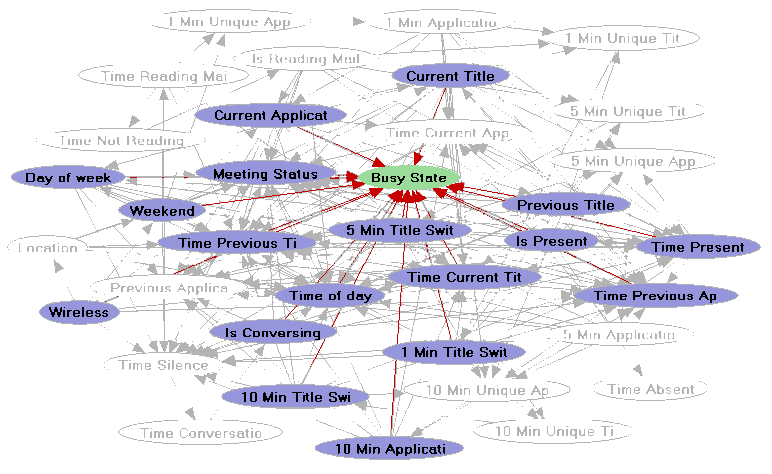 1 Min Unique App
1 Min Applicatio
1 Min Unique Tit
Is Reading Mail
Time Reading Mai
Current Title
Current Applicat
5 Min Unique Tit
Time Current App
Time Not Reading
5 Min Unique App
Day of week
Meeting Status
Busy State
Weekend
Previous Title
5 Min Title Swit
Location
Time Previous Ti
Is Present
Time Present
Time Current Tit
Previous Applica
Time of day
Time Previous Ap
Wireless
Is Conversing
5 Min Applicatio
1 Min Title Swit
Time Silence
10 Min Title Swi
10 Min Unique Ap
Time Absent
Time Conversatio
10 Min Unique Ti
10 Min Applicati